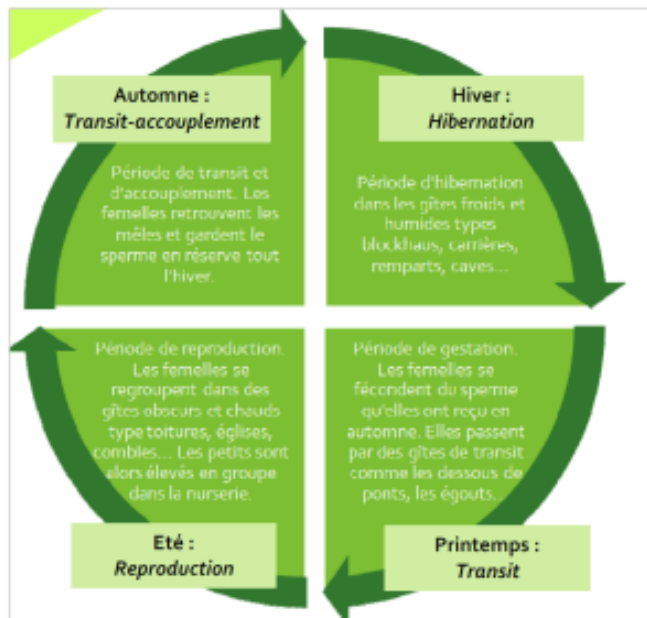 Automne :
Transit-accouplement
Période de transit et
d'accouplement. Les
femelles retrouvent les
mêles et gardent le
sperme en réserve tout
l'hiver.
Hiver :
Hibernation
Période d'hibernation
dans les gîtes froids et
humides types
blockhaus, carrières,
remparts, caves...
Période de reproduction.
Les femelles se
regroupent dans des
gîtes obscurs et chauds
type toitures, églises,
combles... Les petits sont
alors élevés en groupe
dans la nurserie.
Eté :
Reproduction
Période de gestation.
Les femelles se
fécondent du sperme
qu'elles ont reçu en
automne. Elles passent
par des gîtes de transit
comme les dessous de
ponts, les égouts...
Printemps :
Transit